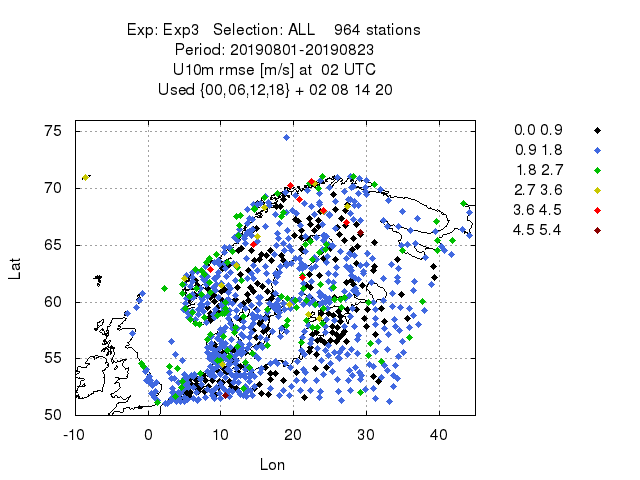 Exp: Exp3   Selection: ALL    964 stations
Period: 20190801-20190823
U10m rmse [m/s] at  02 UTC
Used {00,06,12,18} + 02 08 14 20
75
70
65
60
55
50
Lat
-10 0 10 20 30 40
Lon
0.0 0.9
0.9 1.8
1.8 2.7
2.7 3.6
3.6 4.5
4.5 5.4